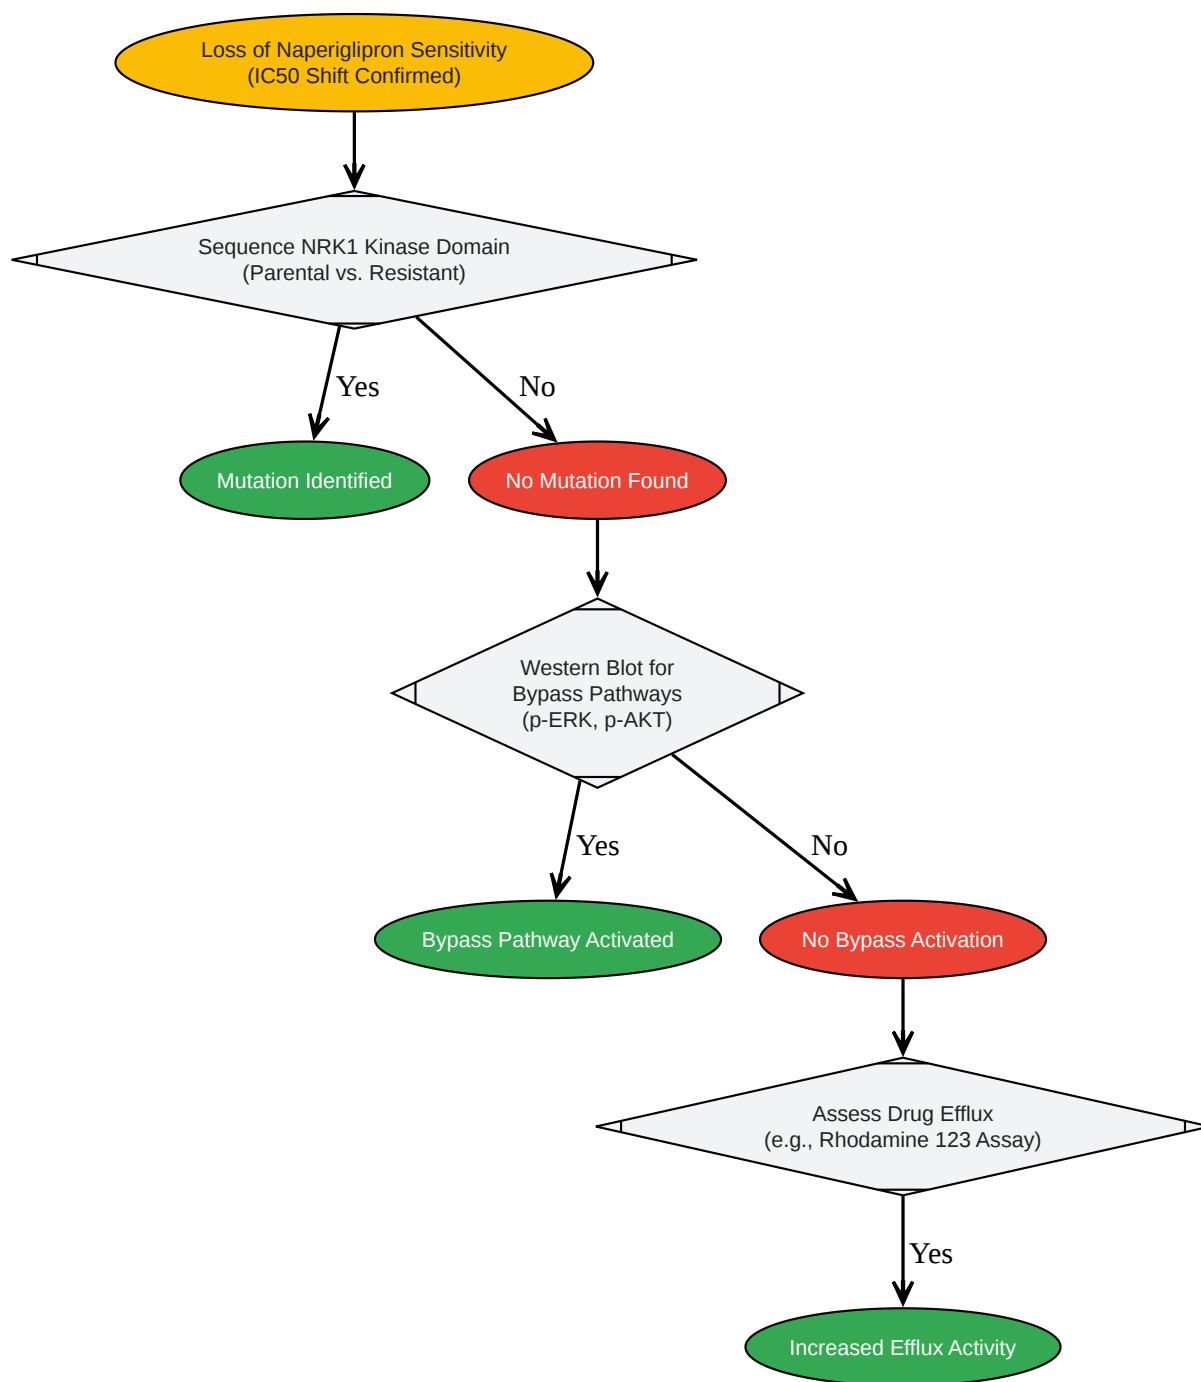 Loss of Naperiglipron Sensitivity
(IC50 Shift Confirmed)
Sequence NRK1 Kinase Domain
(Parental vs. Resistant)
Yes
No
Mutation Identified
No Mutation Found
Western Blot for
Bypass Pathways
(p-ERK, p-AKT)
Yes
No
Bypass Pathway Activated
No Bypass Activation
Assess Drug Efflux
(e.g., Rhodamine 123 Assay)
Yes
Increased Efflux Activity